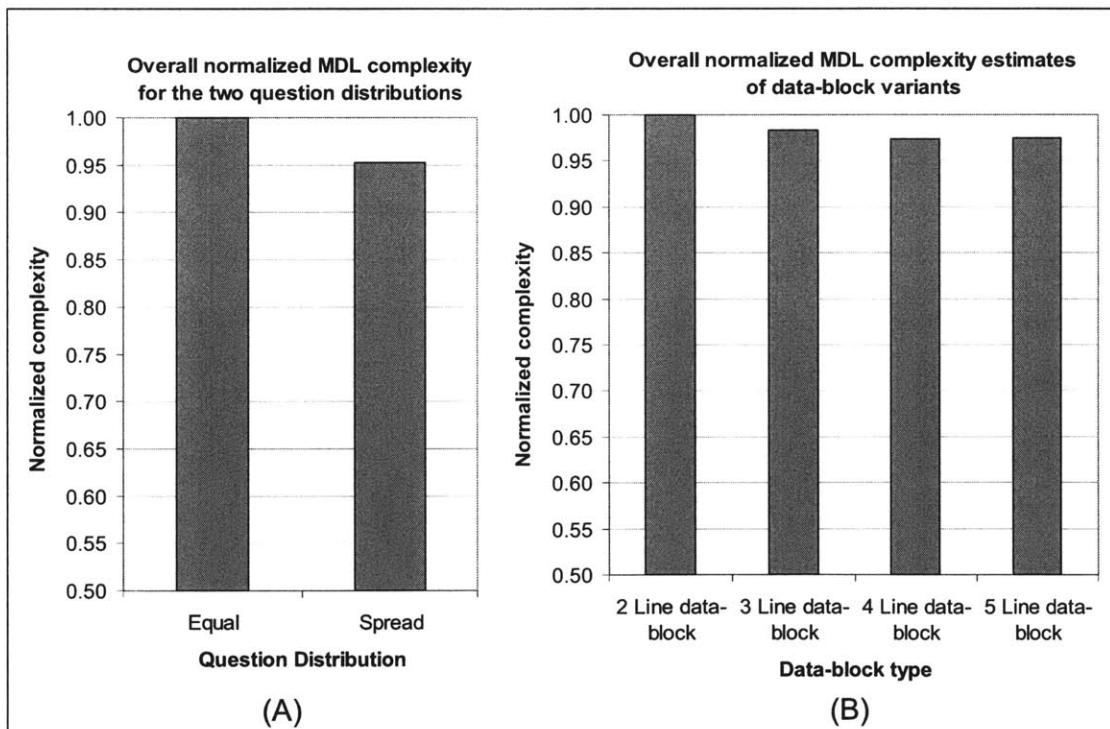 Overall normalized MDL complexity
for the two question distributions
1.00
0.95
0.90
0.85
0.80
0.75
0.70
0.65
0.60
0.55
0.50
Normalized complexity
Equal
Spread
Question Distribution
(A)
Overall normalized MDL complexity estimates
of data-block variants
1.00
0.95
0.90
0.85
0.80
0.75
0.70
0.65
0.60
0.55
0.50
Normalized complexity
2 Line data-
block
3 Line data-
block
4 Line data-
block
5 Line data-
block
Data-block type
(B)